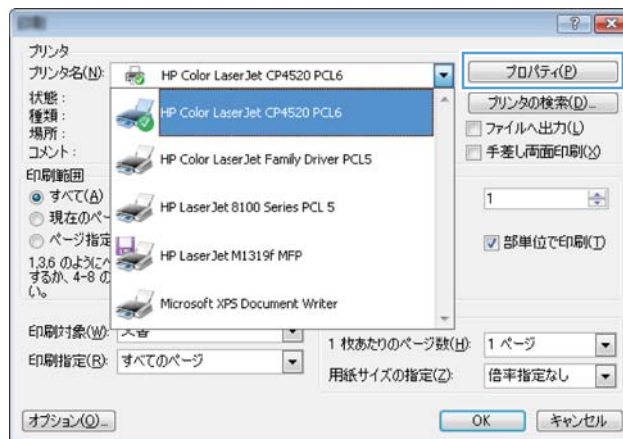 プリンタ
プリンタ名(N): HP Color LaserJet CP4520 PCL6 プロパティ(P)
状態 : HP Color LaserJet CP4520 PCL6 プリンタの検索(D)...
種類 : ファイルへ出力(L)
場所 : HP Color LaserJet Family Driver PCL5 手差し両面印刷(X)
コメント :
印刷範囲
すべて(A) HP LaserJet 8100 Series PCL 5 1
現在のペー
ページ指定 HP LaserJet M1319f MFP 部単位で印刷(T)
1,3,6 のようにペ
するか、4-8 の
い。 Microsoft XPS Document Writer
印刷対象(W): 文書 1 枚あたりのページ数(H): 1 ページ
印刷指定(R): すべてのページ 用紙サイズの指定(Z): 倍率指定なし
オプション(O)... OK キャンセル